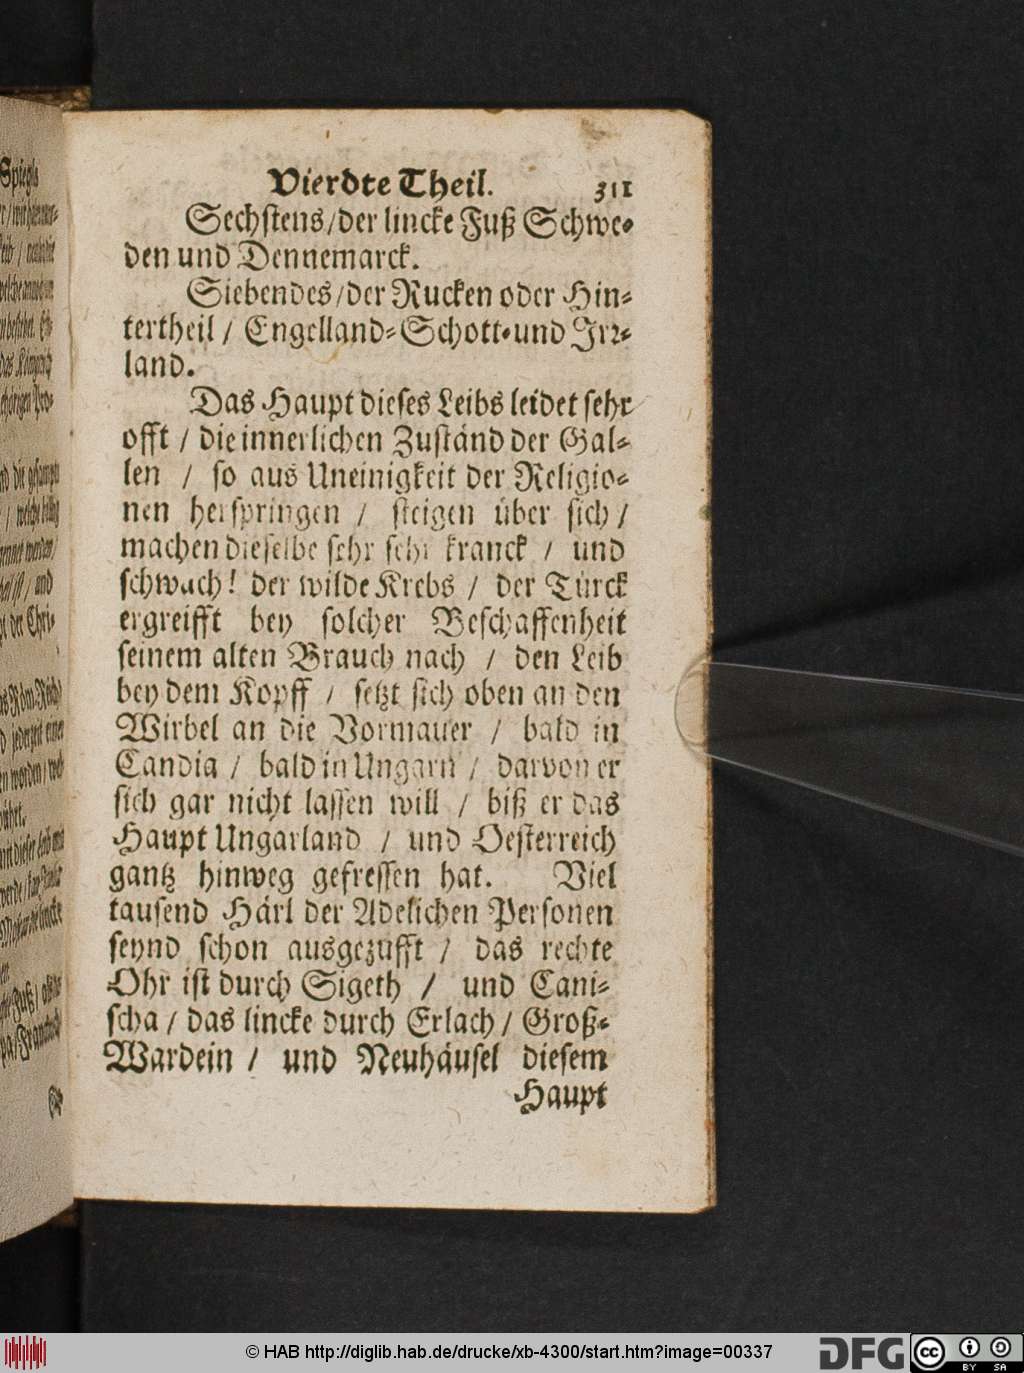 Vierdte Theil. 311
Sechstens/der lincke Fuß Schwe-
den und Dennemarck.
Siebendes/der Rucken oder Hin-
tertheil / Engelland-Schott-und Irr-
land.
Das Haupt dieses Leibs leidet sehr
offt / die innerlichen Zuständ der Gal-
len / so aus Uneinigkeit der Religio-
nen herspringen / steigen über sich /
machen dieselbe sehr sehr kranck / und
schwach! der wilde Krebs / der Türck
ergreifft bey solcher Beschaffenheit
seinem alten Brauch nach / den Leib
bey dem Kopff / setzt sich oben an den
Wirbel an die Vormauer / bald in
Candia / bald in Ungarn / darvon er
sich gar nicht lassen will / biß er das
Haupt Ungarland / und Oesterreich
gantz hinweg gefressen hat. Viel
tausend Härl der Adelichen Personen
seynd schon ausgezufft / das rechte
Ohr ist durch Sigeth / und Cani-
scha / das lincke durch Erlach / Groß-
Wardein / und Neuhäusel diesem
Haupt
© HAB http://diglib.hab.de/drucke/xb-4300/start.htm?image=00337
DFG
cc BY SA